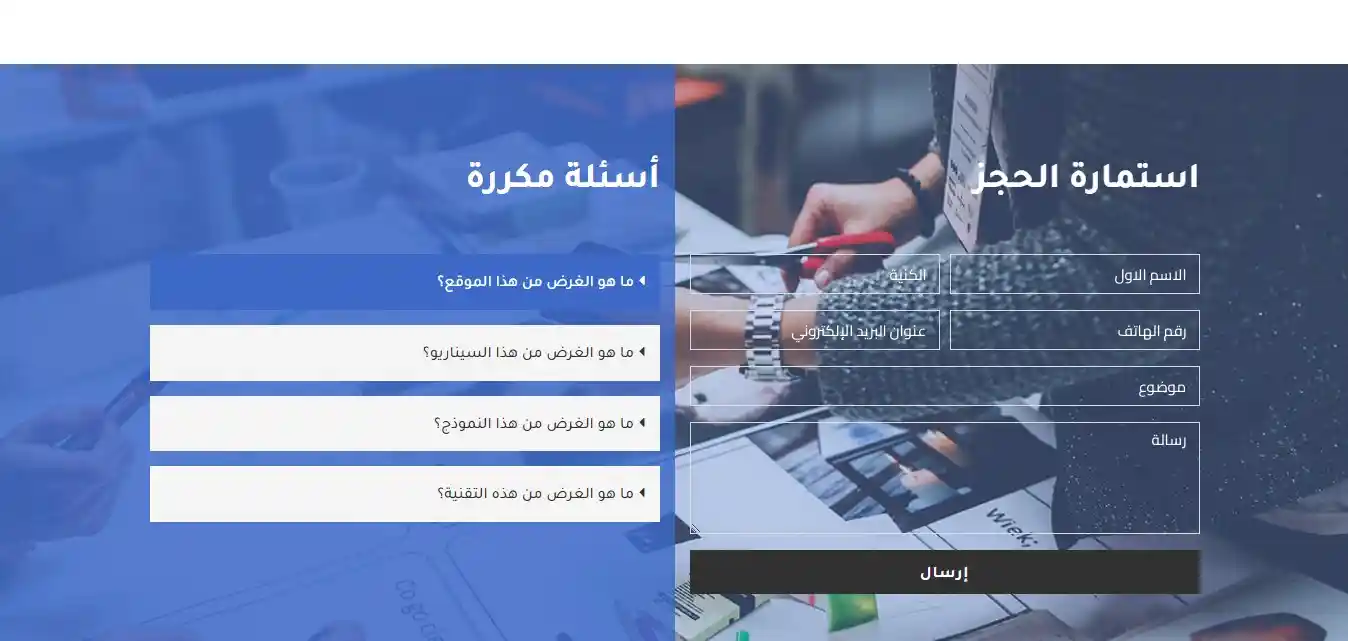 استمارة الحجز
الاسم الاول
الكنية
رقم الهاتف
عنوان البريد الإلكتروني
موضوع
رسالة
إرسال
أسئلة مكررة
ما هو الغرض من هذا الموقع؟
ما هو الغرض من هذا السيناريو؟
ما هو الغرض من هذا النموذج؟
ما هو الغرض من هذه التقنية؟
Wiek;